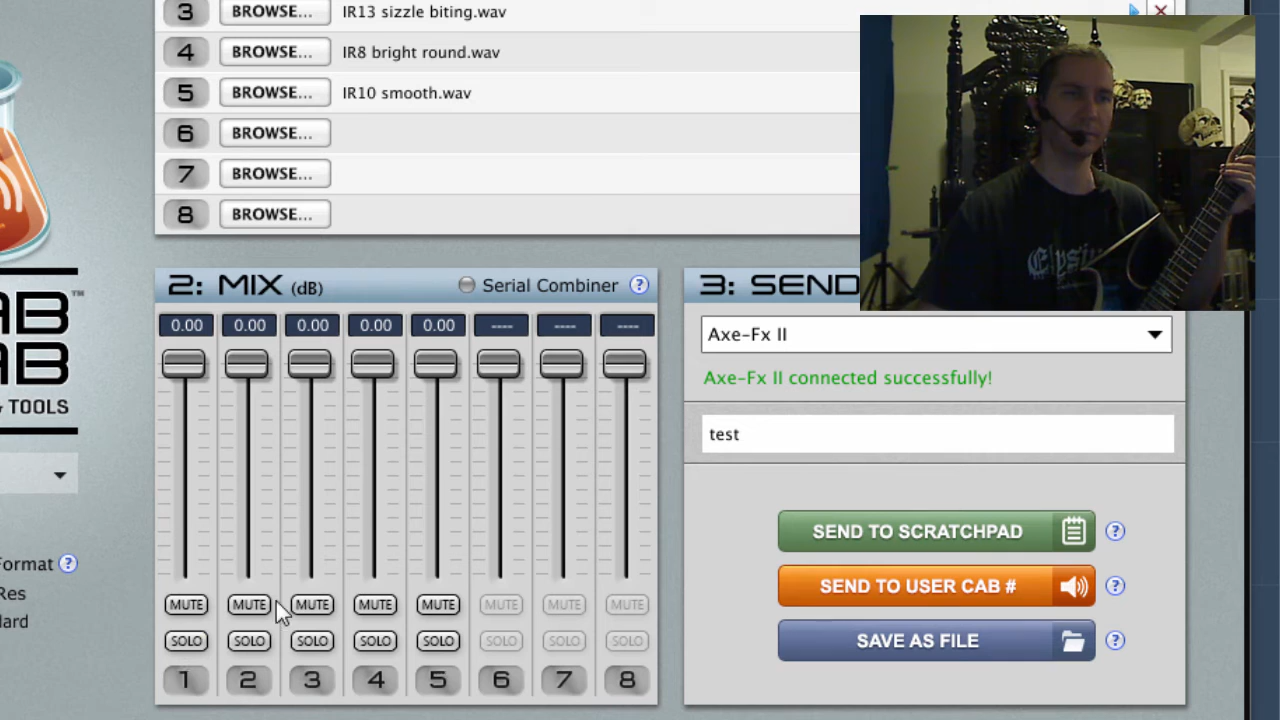 3 BROWSE... IR13 sizzle biting.wav
4 BROWSE... IR8 bright round.wav
5 BROWSE... IR10 smooth.wav
6 BROWSE...
7 BROWSE...
8 BROWSE...
AB™
AB
TOOLS
Format ?
Res
dard
2: MIX (dB) Serial Combiner ?
0.00 0.00 0.00 0.00 0.00 ---- ---- ----
MUTE MUTE MUTE MUTE MUTE MUTE MUTE MUTE
SOLO SOLO SOLO SOLO SOLO SOLO SOLO SOLO
1 2 3 4 5 6 7 8
3: SEND
Axe-Fx II
Axe-Fx II connected successfully!
test
SEND TO SCRATCHPAD ?
SEND TO USER CAB # ?
SAVE AS FILE ?
Elysi